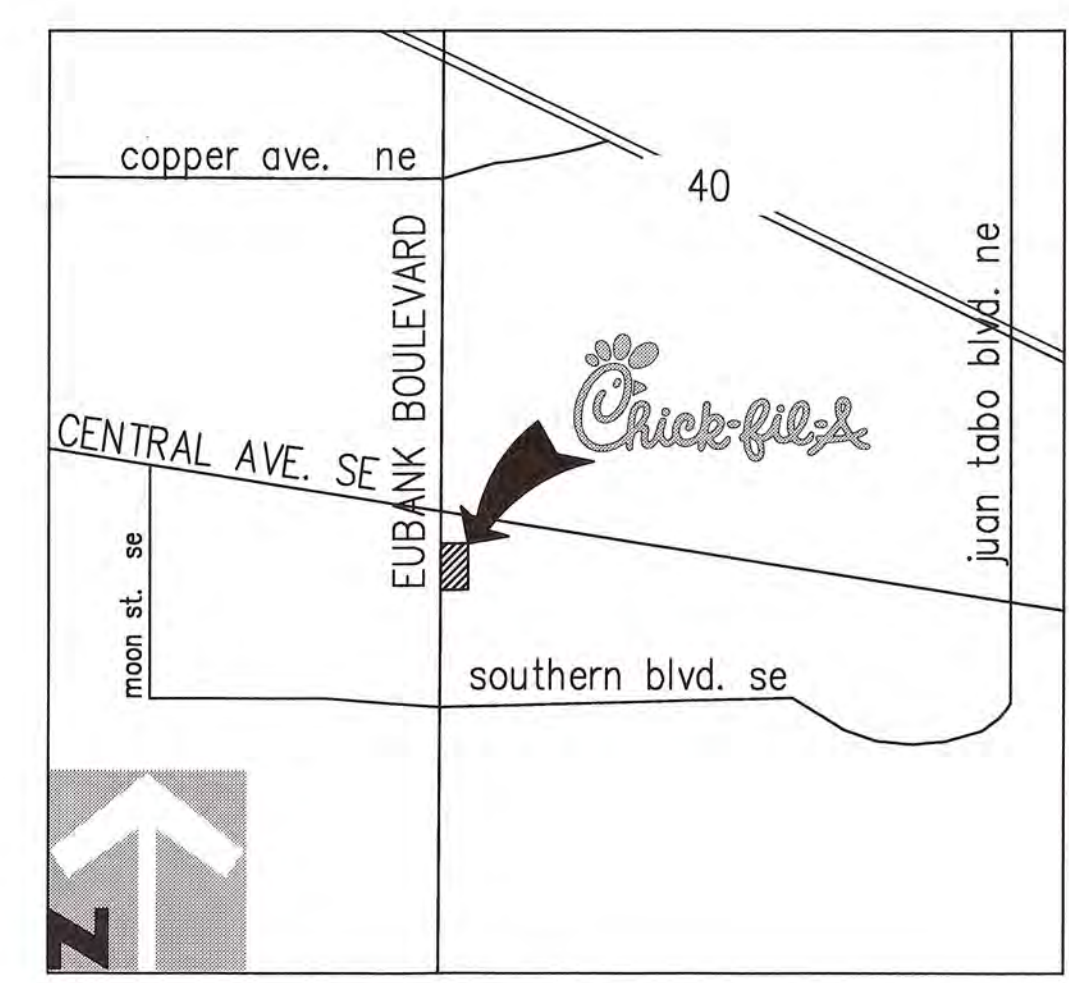 copper ave. ne
40
EUBANK BOULEVARD
juan tabo blvd. ne
Chick-fil-A
CENTRAL AVE. SE
moon st. se
southern blvd. se
N